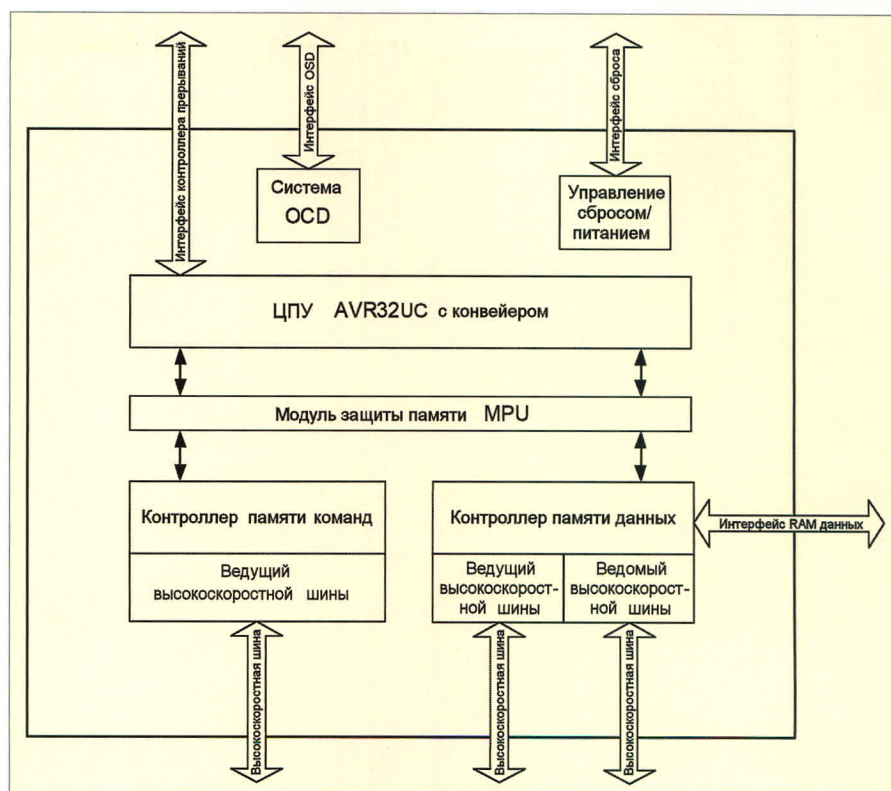 Интерфейс контроллера прерываний
Интерфейс OSD
Интерфейс сброса
Система
OCD
Управление
сбросом/
питанием
ЦПУ AVR32UC с конвейером
Модуль защиты памяти MPU
Контроллер памяти команд
Контроллер памяти данных
Интерфейс RAM данных
Ведущий
высокоскоростной шины
Ведущий
высокоскорост-
ной шины
Ведомый
высокоскорост-
ной шины
Высокоскоростная шина
Высокоскоростная шина
Высокоскоростная шина